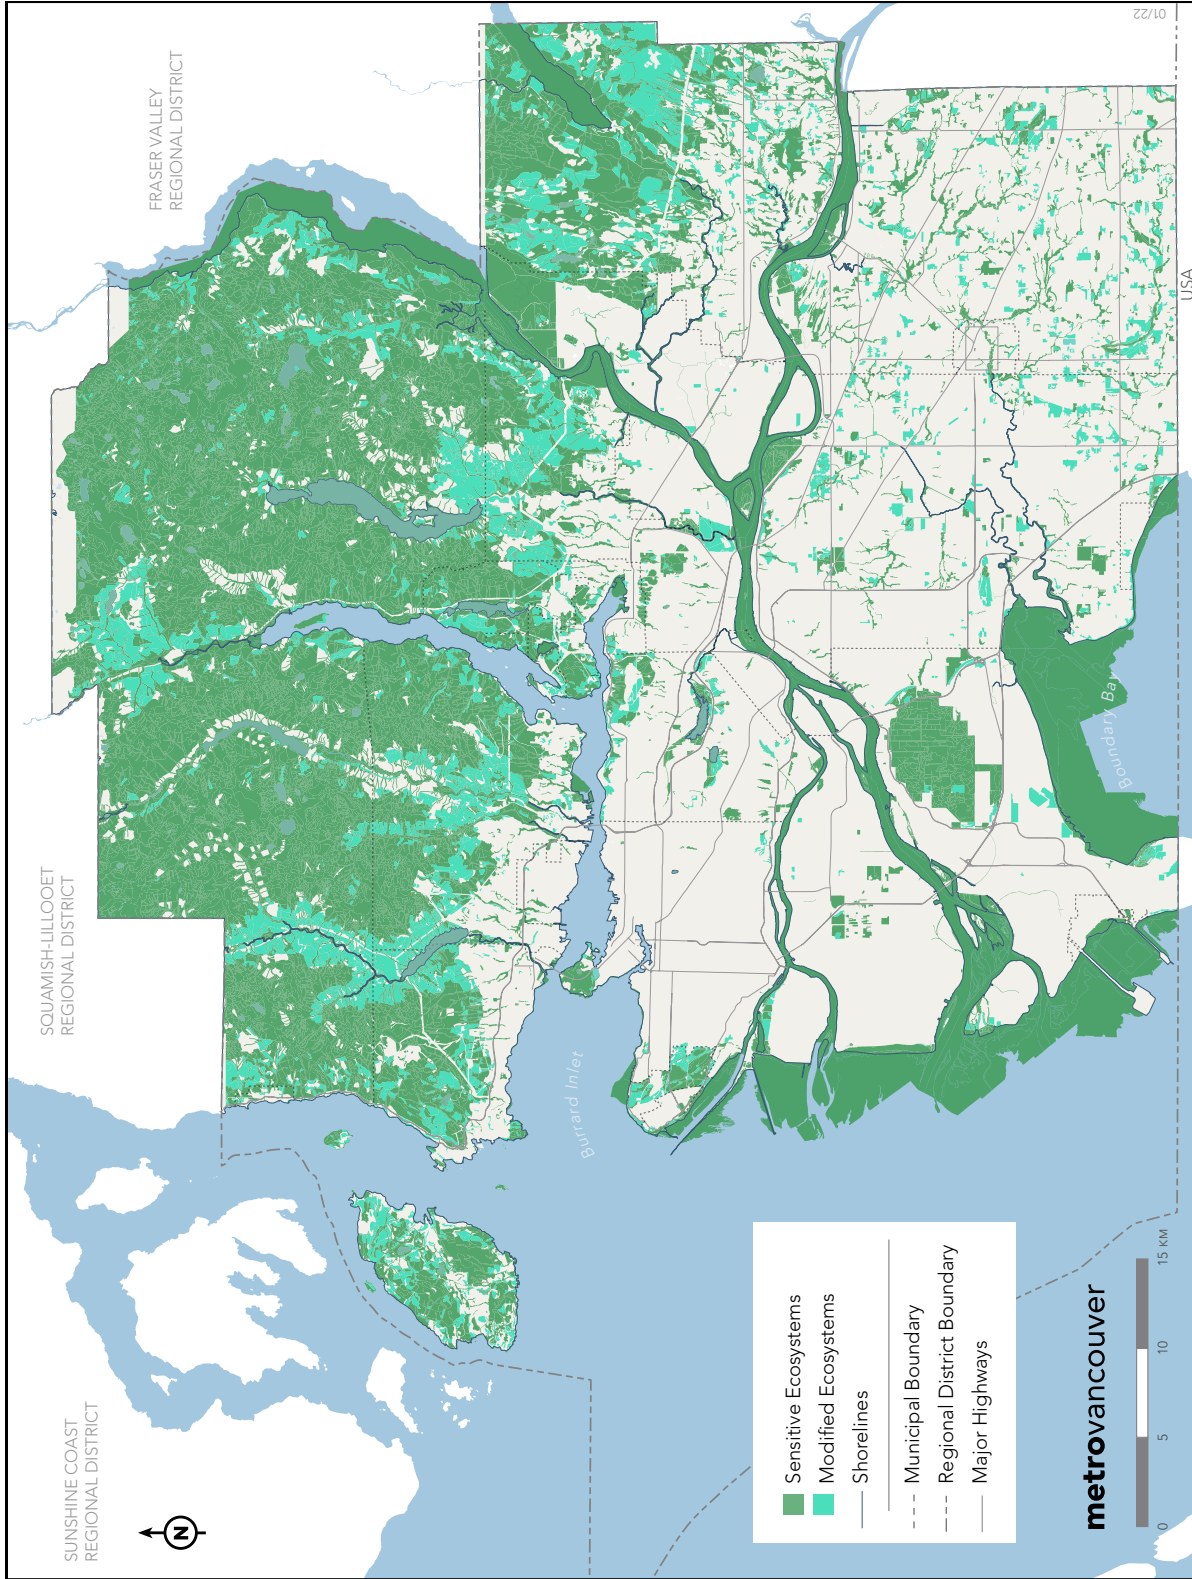 SUNSHINE COAST
REGIONAL DISTRICT
SQUAMISH-LILLOOET
REGIONAL DISTRICT
FRASER VALLEY
REGIONAL DISTRICT
N
Burrard Inlet
Boundary Bay
USA
Sensitive Ecosystems
Modified Ecosystems
Shorelines
Municipal Boundary
Regional District Boundary
Major Highways
metrovancouver
0 5 10 15 KM
01/22